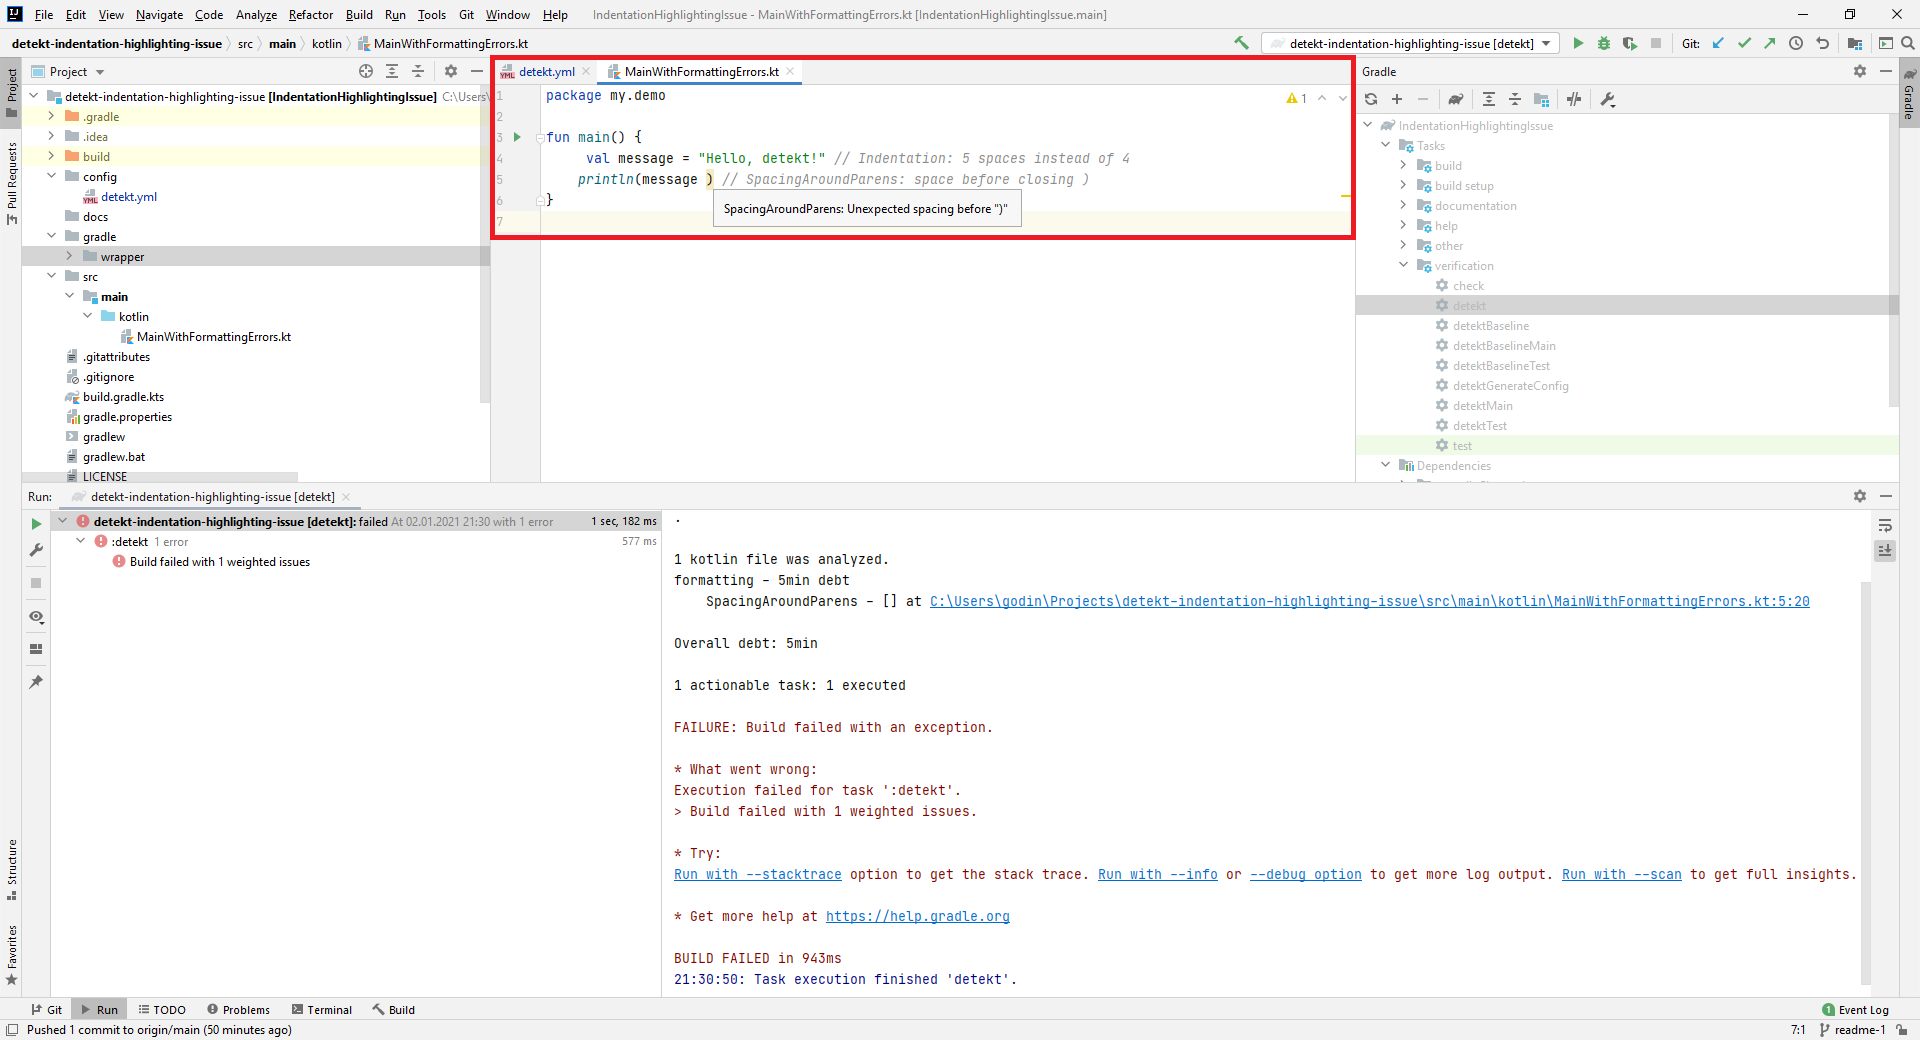 File Edit View Navigate Code Analyze Refactor Build Run Tools Git Window Help IndentationHighlightingIssue - MainWithFormattingErrors.kt [IndentationHighlightingIssue.main]
detekt-indentation-highlighting-issue src main kotlin MainWithFormattingErrors.kt
detekt-indentation-highlighting-issue [detekt]
Git:
Project
Pull Requests
Structure
Favorites
Project
detekt-indentation-highlighting-issue [IndentationHighlightingIssue] C:\Users\
.gradle
.idea
build
config
detekt.yml
docs
gradle
wrapper
src
main
kotlin
MainWithFormattingErrors.kt
.gitattributes
.gitignore
build.gradle.kts
gradle.properties
gradlew
gradlew.bat
LICENSE
detekt.yml MainWithFormattingErrors.kt
1 package my.demo
1
2
3 fun main() {
4 val message = "Hello, detekt!" // Indentation: 5 spaces instead of 4
5 println(message ) // SpacingAroundParens: space before closing )
6 }
7
SpacingAroundParens: Unexpected spacing before ")"
Gradle
Gradle
IndentationHighlightingIssue
Tasks
build
build setup
documentation
help
other
verification
check
detekt
detektBaseline
detektBaselineMain
detektBaselineTest
detektGenerateConfig
detektMain
detektTest
test
Dependencies
Run: detekt-indentation-highlighting-issue [detekt]
detekt-indentation-highlighting-issue [detekt]: failed At 02.01.2021 21:30 with 1 error 1 sec, 182 ms
:detekt 1 error 577 ms
Build failed with 1 weighted issues
.
1 kotlin file was analyzed.
formatting - 5min debt
SpacingAroundParens - [] at C:\Users\godin\Projects\detekt-indentation-highlighting-issue\src\main\kotlin\MainWithFormattingErrors.kt:5:20
Overall debt: 5min
1 actionable task: 1 executed
FAILURE: Build failed with an exception.
* What went wrong:
Execution failed for task ':detekt'.
> Build failed with 1 weighted issues.
* Try:
Run with --stacktrace option to get the stack trace. Run with --info or --debug option to get more log output. Run with --scan to get full insights.
* Get more help at https://help.gradle.org
BUILD FAILED in 943ms
21:30:50: Task execution finished 'detekt'.
Git Run TODO Problems Terminal Build
1 Event Log
Pushed 1 commit to origin/main (50 minutes ago)
7:1 readme-1